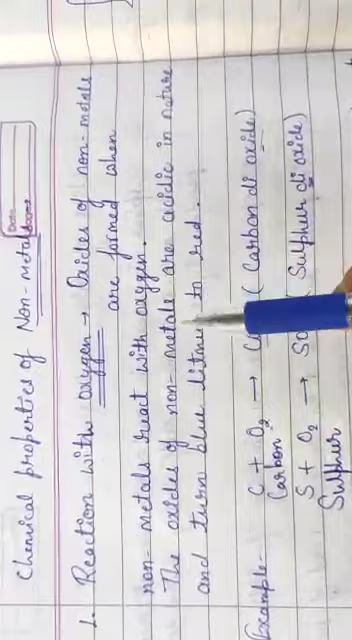 Date
Chemical properties of Non-metals
1. Reaction with oxygen → Oxides of non-metals
are formed when
non-metals react with oxygen.
The oxides of non-metals are acidic in nature
and turn blue litmus to red.
Example- C + O2 → (Carbon di oxide)
Carbon
S + O2 → SO (Sulphur di oxide)
Sulphur